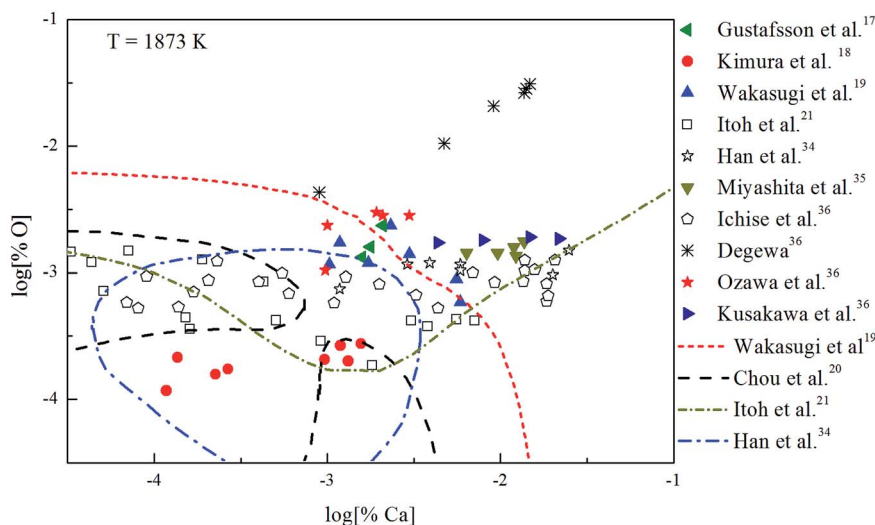 -1
T = 1873 K
-2
-3
-4
log[% O]
-4
-3
-2
-1
log[% Ca]
Gustafsson et al.17
Kimura et al. 18
Wakasugi et al.19
Itoh et al.21
Han et al.34
Miyashita et al.35
Ichise et al.36
Degewa36
Ozawa et al.36
Kusakawa et al.36
Wakasugi et al19
Chou et al.20
Itoh et al.21
Han et al.34